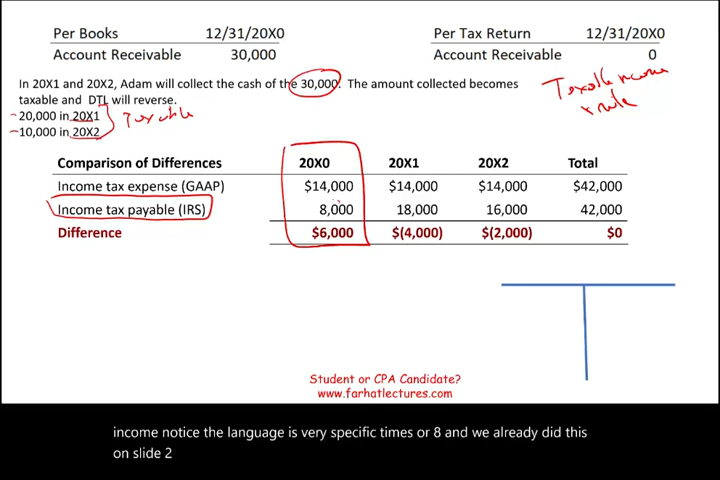 Per Books 12/31/20X0
Account Receivable 30,000
Per Tax Return 12/31/20X0
Account Receivable 0
In 20X1 and 20X2, Adam will collect the cash of the 30,000. The amount collected becomes
taxable and DTL will reverse.
20,000 in 20X1
10,000 in 20X2
Taxable
Taxable income
x rate
Comparison of Differences 20X0 20X1 20X2 Total
Income tax expense (GAAP) $14,000 $14,000 $14,000 $42,000
Income tax payable (IRS) 8,000 18,000 16,000 42,000
Difference $6,000 $(4,000) $(2,000) $0
Student or CPA Candidate?
www.farhatlectures.com
income notice the language is very specific times or 8 and we already did this
on slide 2